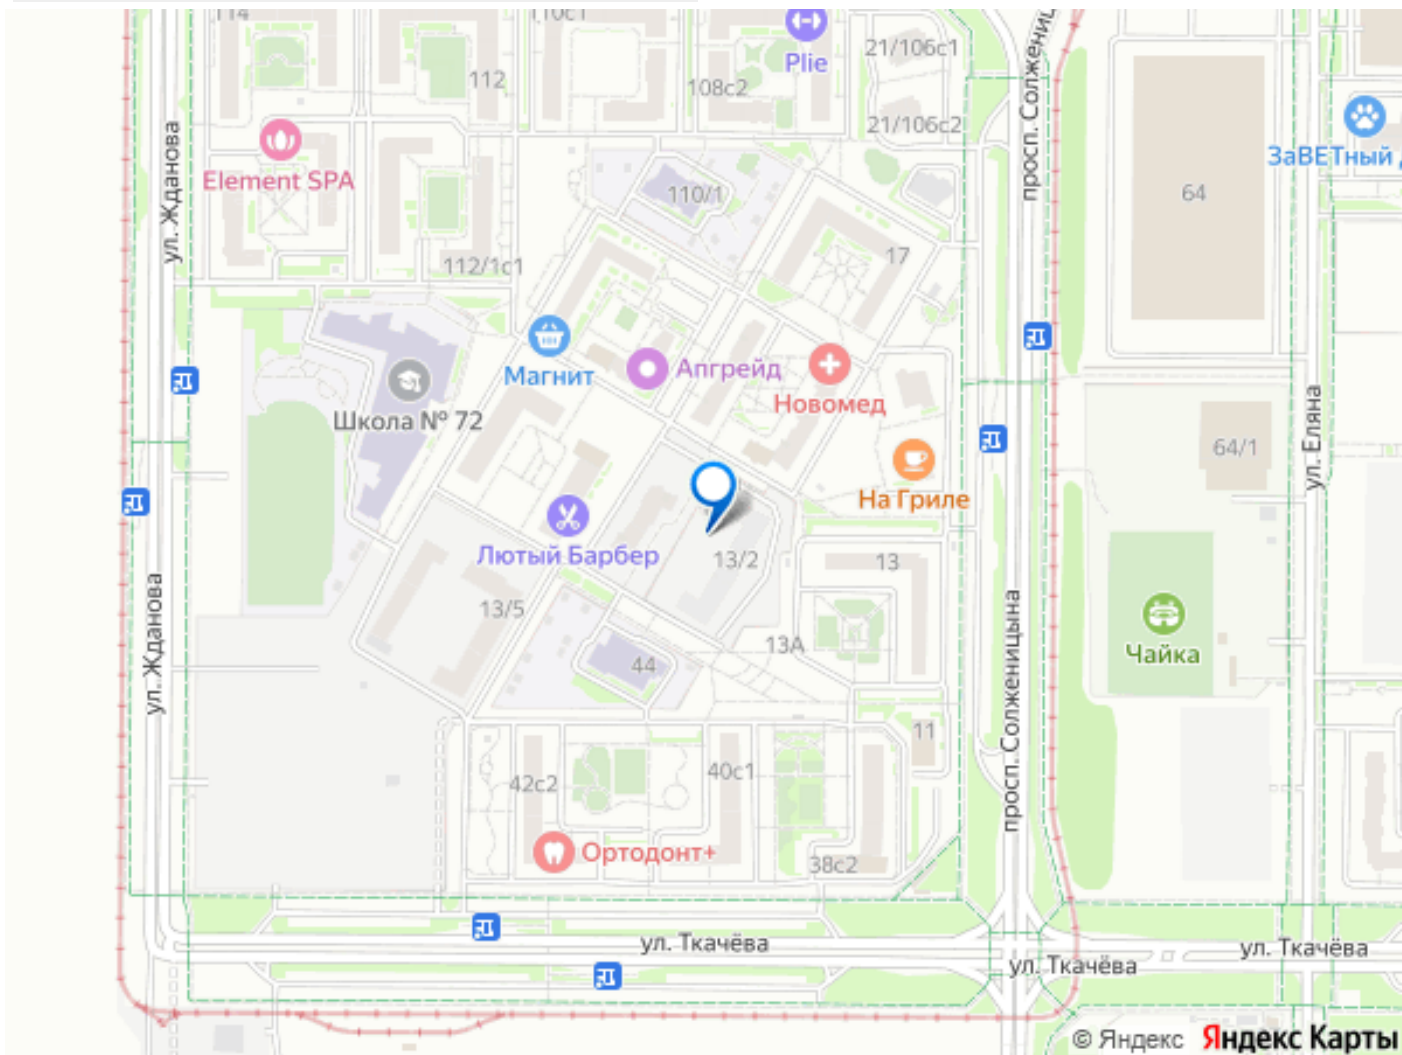 114
110с1
Plie
21/106с1
112
108с2
просп. Солженицына
21/106с2
ул. Жданова
Element SPA
ЗаВЕТный
110/1
64
17
112/1с1
Магнит
Апгрейд
Новомед
Школа № 72
64/1
ул. Еляна
На Гриле
Лютый Барбер
13/2
13
13/5
ул. Жданова
13А
44
Чайка
просп. Солженицына
11
42с2
40с1
Ортодонт+
38с2
ул. Ткачёва
ул. Ткачёва
ул. Ткачёва
© Яндекс Яндекс Карты